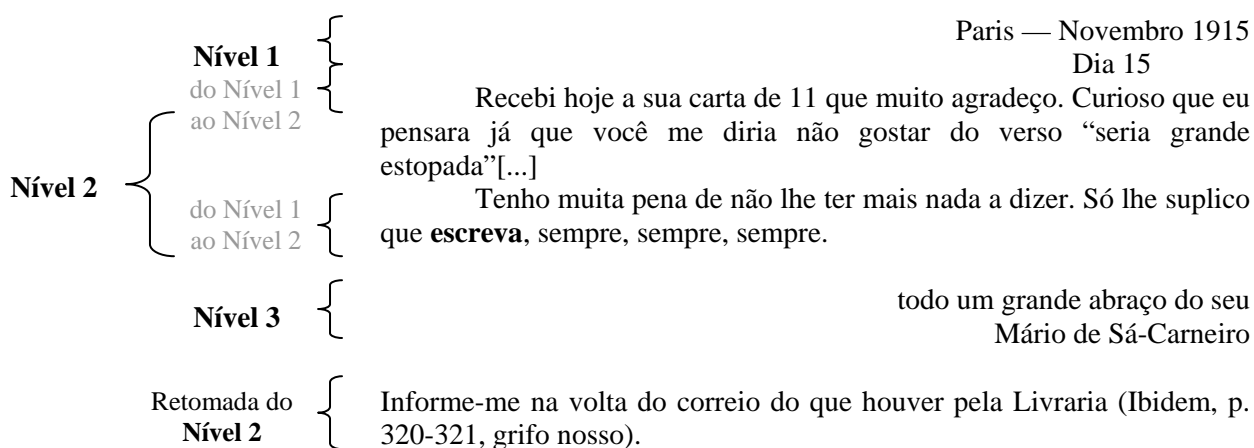 Paris — Novembro 1915
Nível 1
Dia 15
do Nível 1
ao Nível 2
Recebi hoje a sua carta de 11 que muito agradeço. Curioso que eu
pensara já que você me diria não gostar do verso “seria grande
estopada”[...]
Nível 2
do Nível 1
ao Nível 2
Tenho muita pena de não lhe ter mais nada a dizer. Só lhe suplico
que escreva, sempre, sempre, sempre.
Nível 3
todo um grande abraço do seu
Mário de Sá-Carneiro
Retomada do
Nível 2
Informe-me na volta do correio do que houver pela Livraria (Ibidem, p.
320-321, grifo nosso).